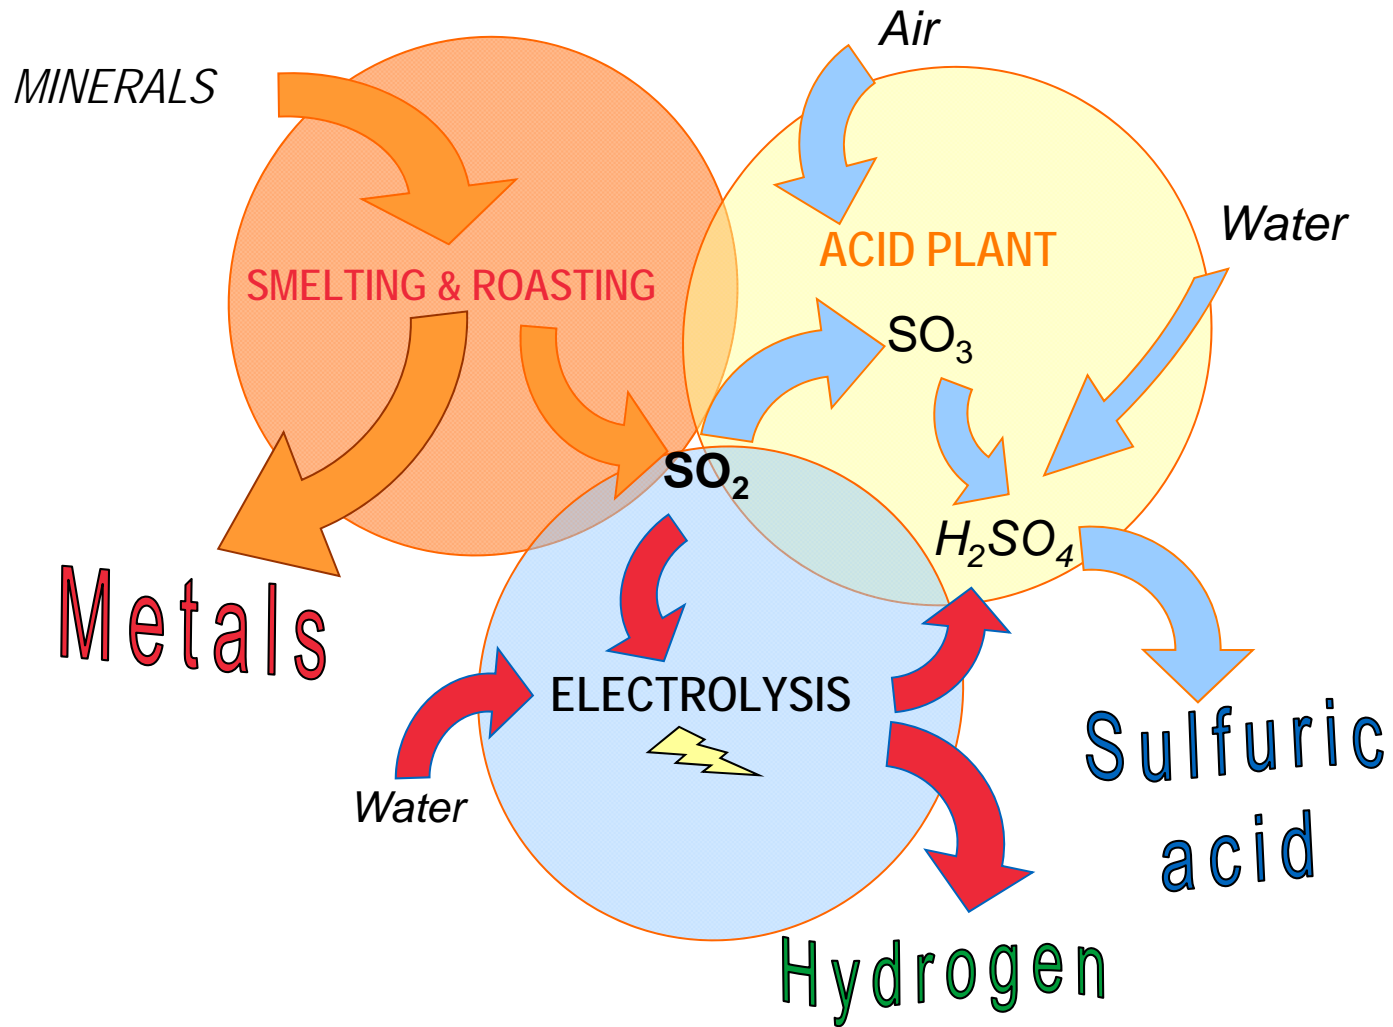 Air
MINERALS
Water
ACID PLANT
SMELTING & ROASTING
SO₃
SO₂
H₂SO₄
Metals
ELECTROLYSIS
Water
Sulfuric
acid
Hydrogen